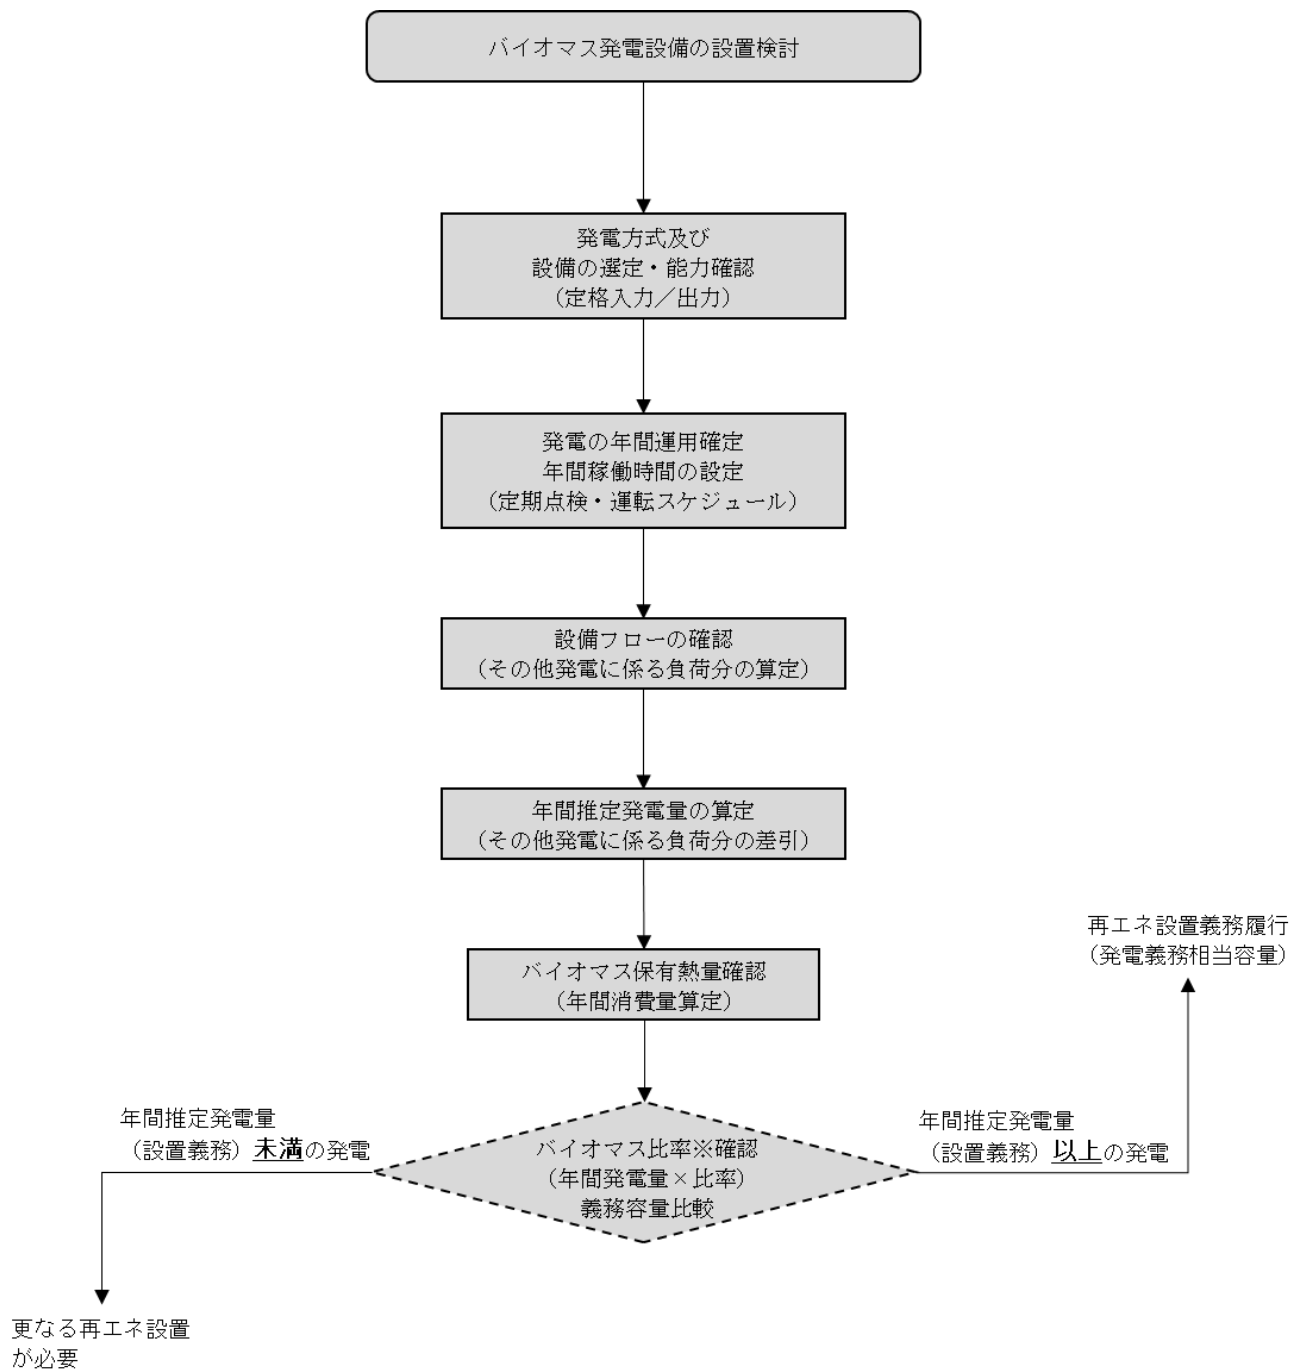 バイオマス発電設備の設置検討
発電方式及び
設備の選定・能力確認
（定格入力／出力）
発電の年間運用確定
年間稼働時間の設定
（定期点検・運転スケジュール）
設備フローの確認
（その他発電に係る負荷分の算定）
年間推定発電量の算定
（その他発電に係る負荷分の差引）
バイオマス保有熱量確認
（年間消費量算定）
再エネ設置義務履行
（発電義務相当容量）
年間推定発電量
（設置義務）未満の発電
バイオマス比率※確認
（年間発電量×比率）
義務容量比較
年間推定発電量
（設置義務）以上の発電
更なる再エネ設置
が必要